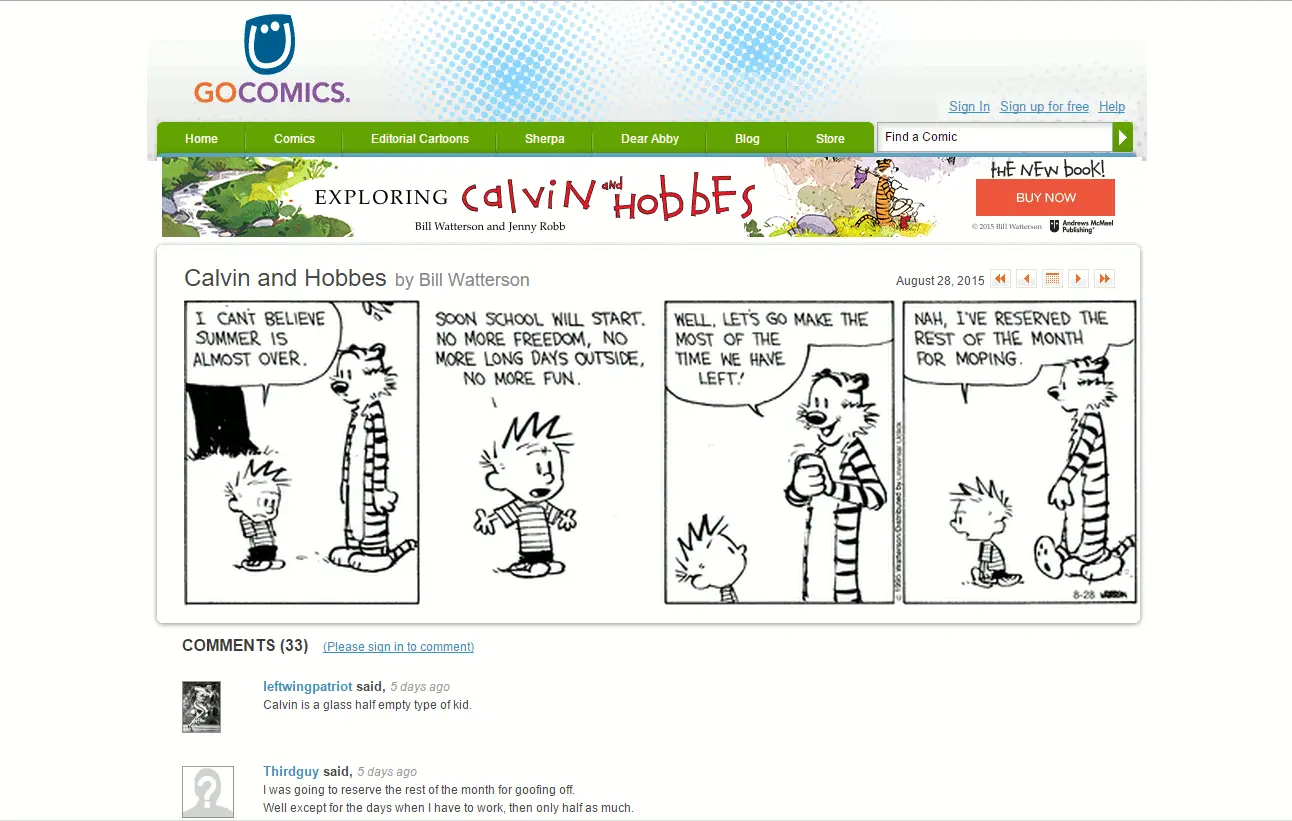 GOCOMICS.
Sign In Sign up for free Help
Home Comics Editorial Cartoons Sherpa Dear Abby Blog Store Find a Comic
EXPLORING CALVIN AND HOBBES
Bill Watterson and Jenny Robb
THE NEW BOOK!
BUY NOW
© 2015 Bill Watterson Andrews McMeel
Publishing
Calvin and Hobbes by Bill Watterson
August 28, 2015
I CAN'T BELIEVE
SUMMER IS
ALMOST OVER.
SOON SCHOOL WILL START.
NO MORE FREEDOM, NO
MORE LONG DAYS OUTSIDE,
NO MORE FUN.
WELL, LET'S GO MAKE THE
MOST OF THE
TIME WE HAVE
LEFT!
© 1995 Watterson/Distributed by Universal Uclick
NAH, I'VE RESERVED THE
REST OF THE MONTH
FOR MOPING.
8-28 WATTERSON
COMMENTS (33) (Please sign in to comment)
leftwingpatriot said, 5 days ago
Calvin is a glass half empty type of kid.
Thirdguy said, 5 days ago
I was going to reserve the rest of the month for goofing off.
Well except for the days when I have to work, then only half as much.